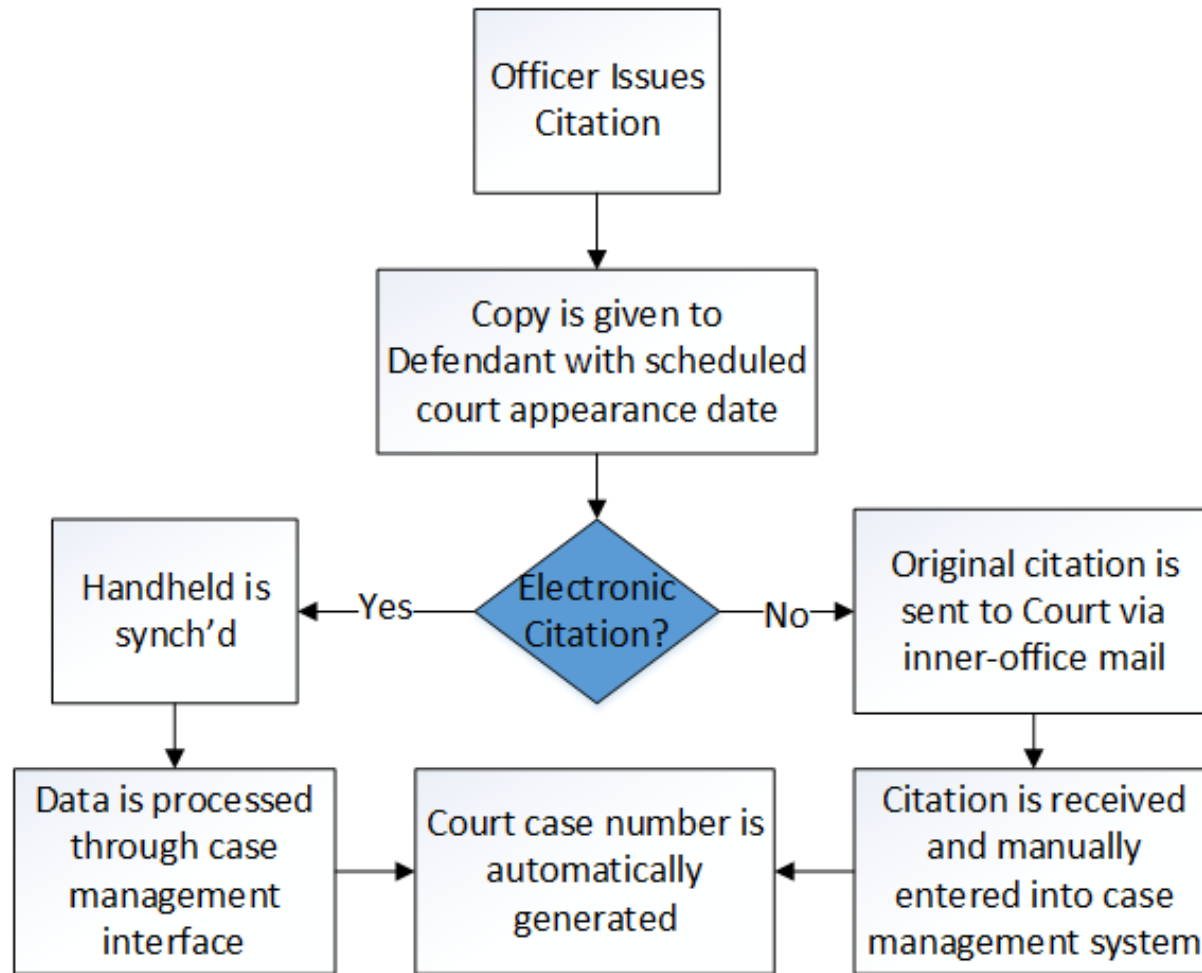 Officer Issues
Citation
Copy is given to
Defendant with scheduled
court appearance date
Electronic
Citation?
Yes
No
Handheld is
synch'd
Original citation is
sent to Court via
inner-office mail
Data is processed
through case
management
interface
Court case number is
automatically
generated
Citation is received
and manually
entered into case
management system